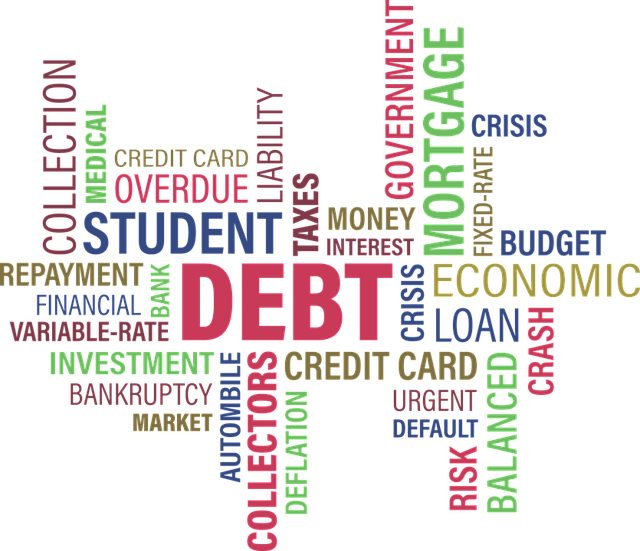 GOVERNMENT
MORTGAGE
COLLECTION
MEDICAL
LIABILITY
CRISIS
CREDIT CARD
OVERDUE
TAXES
FIXED-RATE
STUDENT
MONEY
INTEREST
BUDGET
REPAYMENT
BANK
DEBT
CRISIS
ECONOMIC
FINANCIAL
VARIABLE-RATE
LOAN
CRASH
INVESTMENT
AUTOMBILE
COLLECTORS
CREDIT CARD
BALANCED
BANKRUPTCY
DEFLATION
URGENT
MARKET
DEFAULT
RISK